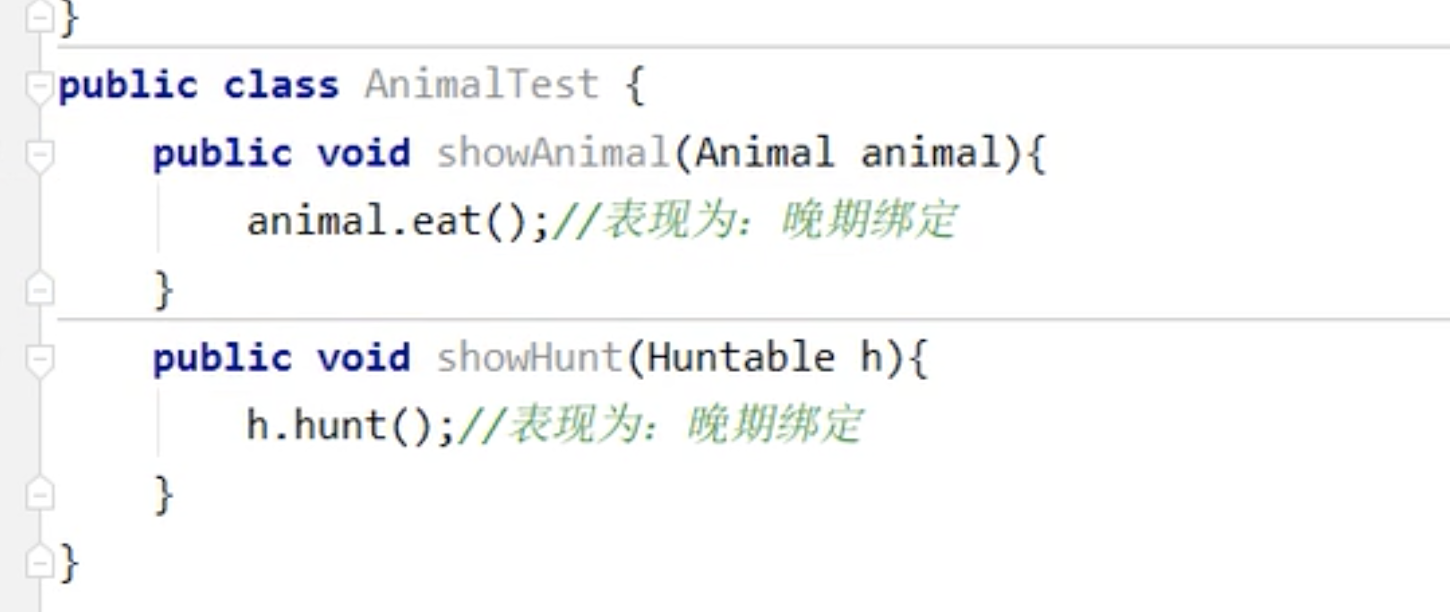 }
public class AnimalTest {
    public void showAnimal(Animal animal){
        animal.eat();//表现为：晚期绑定
    }
    public void showHunt(Huntable h){
        h.hunt();//表现为：晚期绑定
    }
}